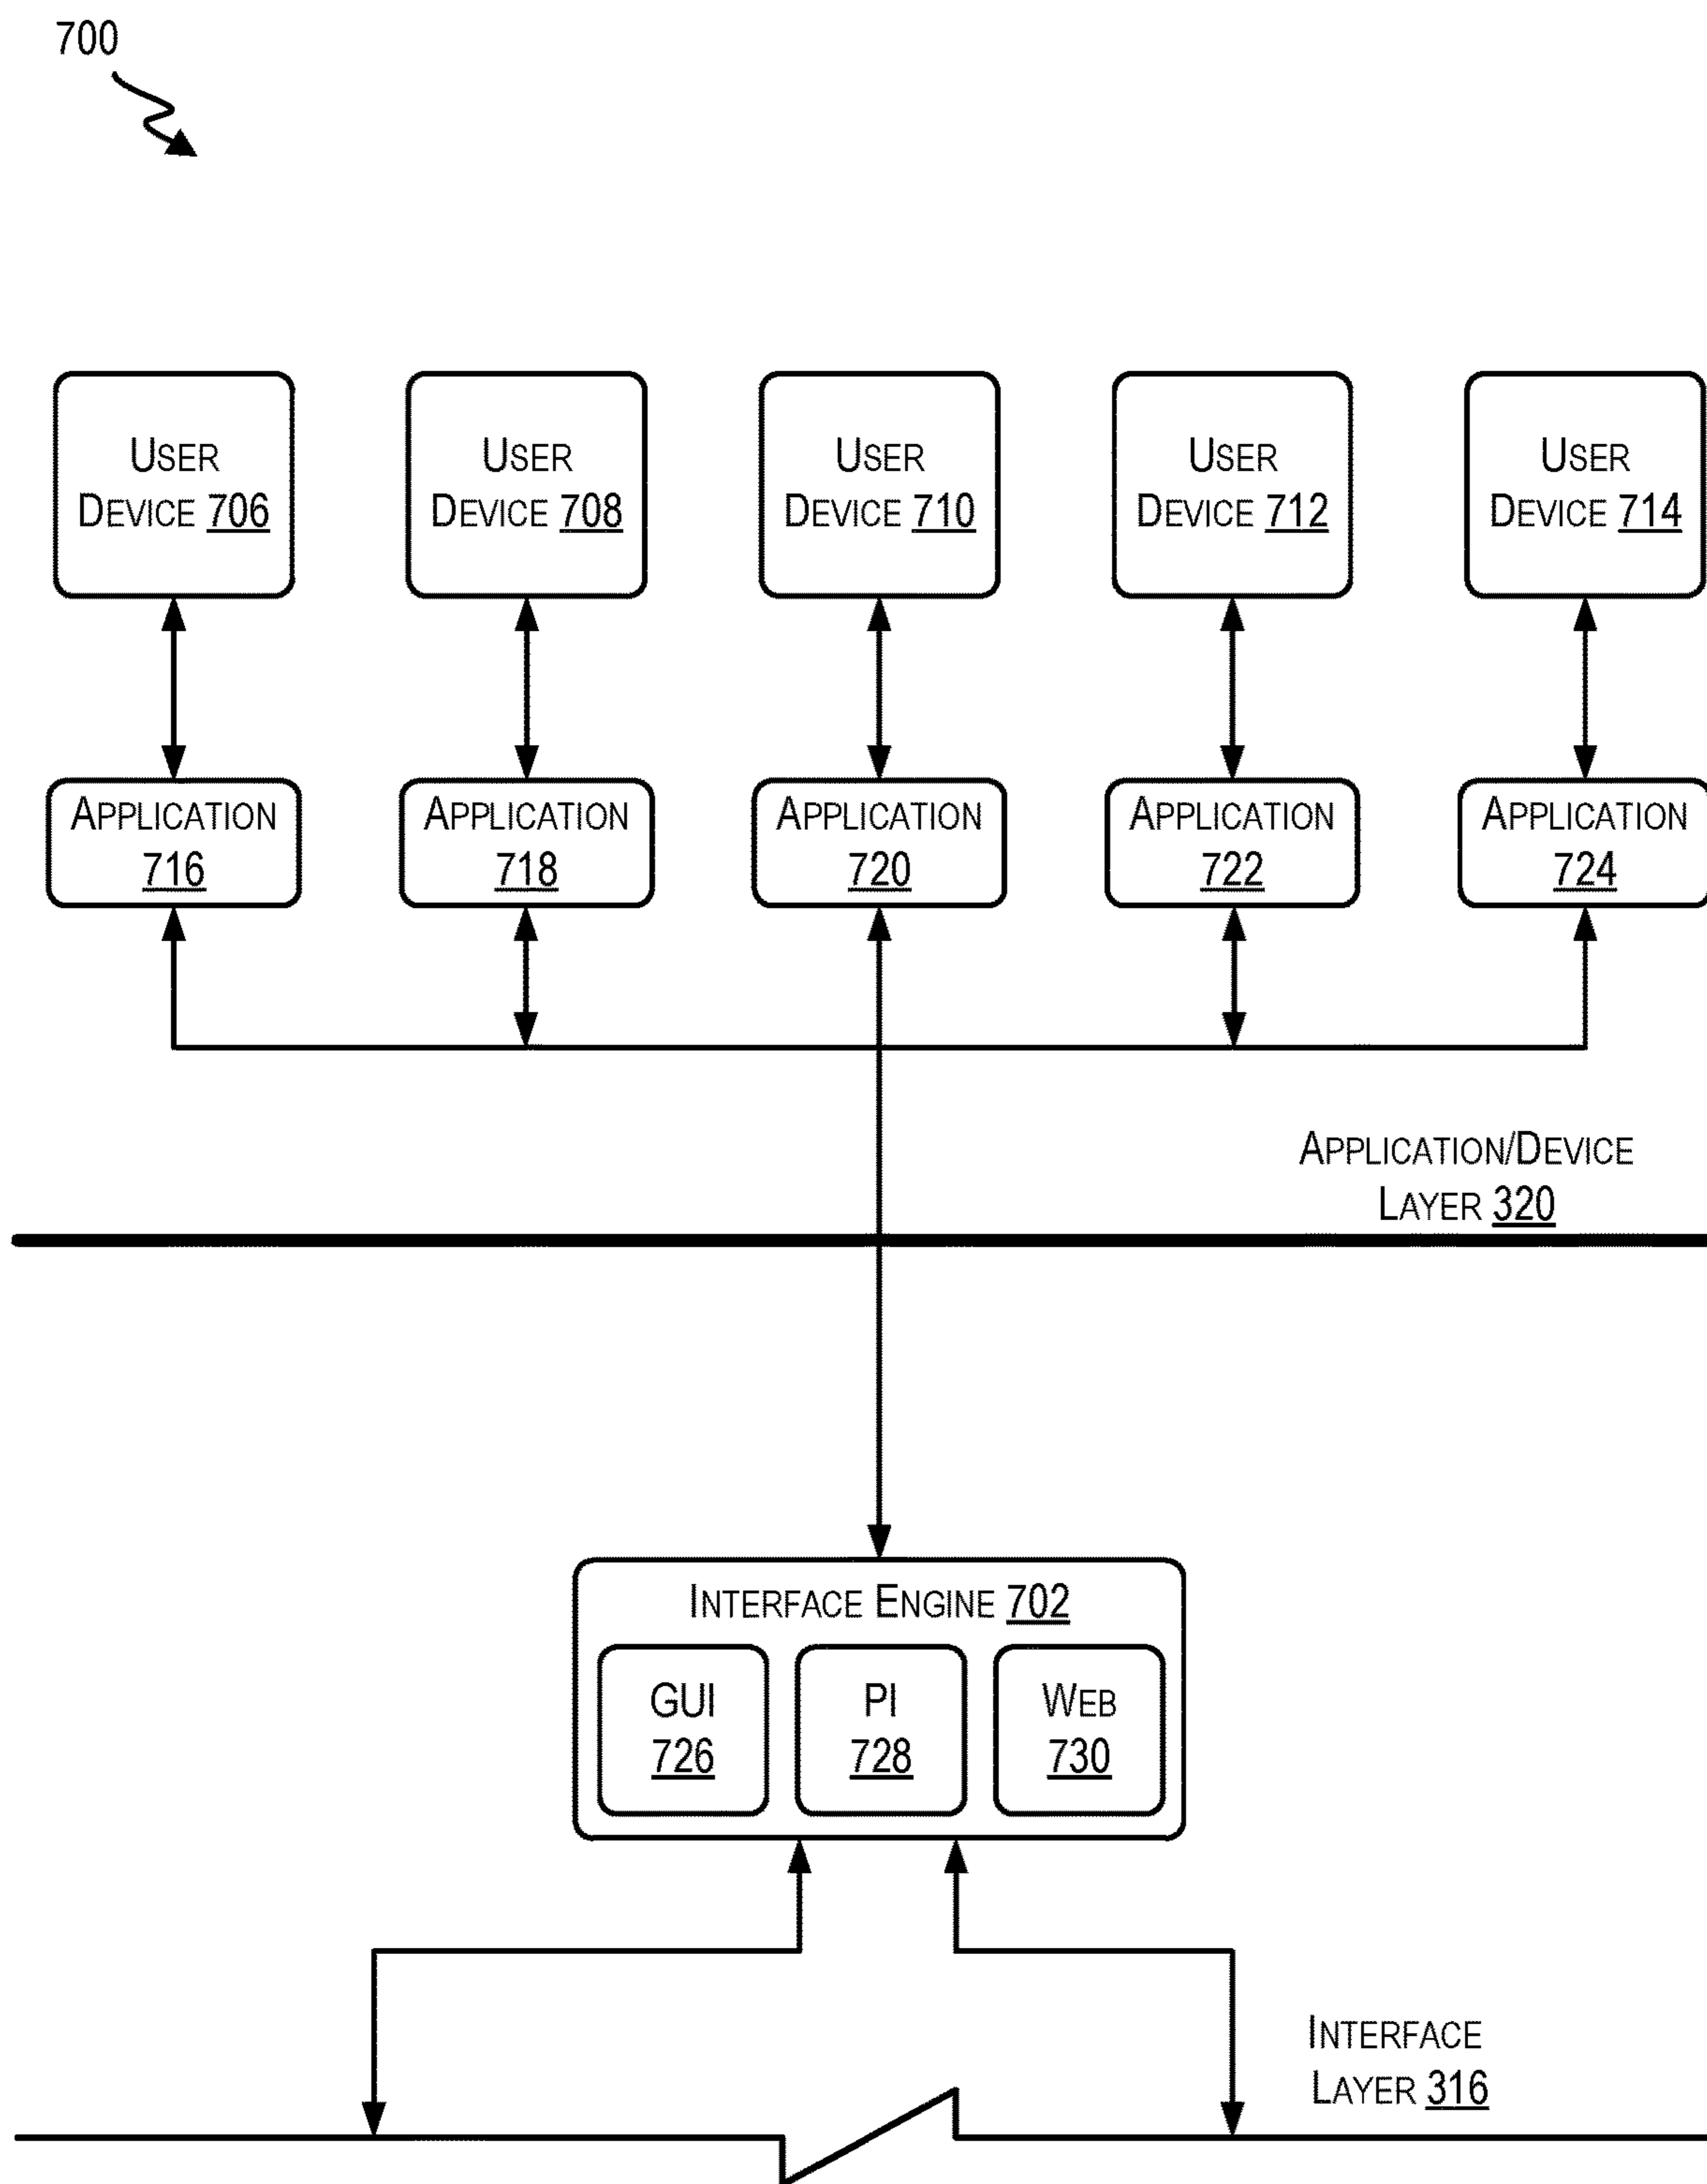 700
USER
DEVICE 706
USER
DEVICE 708
USER
DEVICE 710
USER
DEVICE 712
USER
DEVICE 714
APPLICATION
716
APPLICATION
718
APPLICATION
720
APPLICATION
722
APPLICATION
724
APPLICATION/DEVICE
LAYER 320
INTERFACE ENGINE 702
GUI
726
PI
728
WEB
730
INTERFACE
LAYER 316